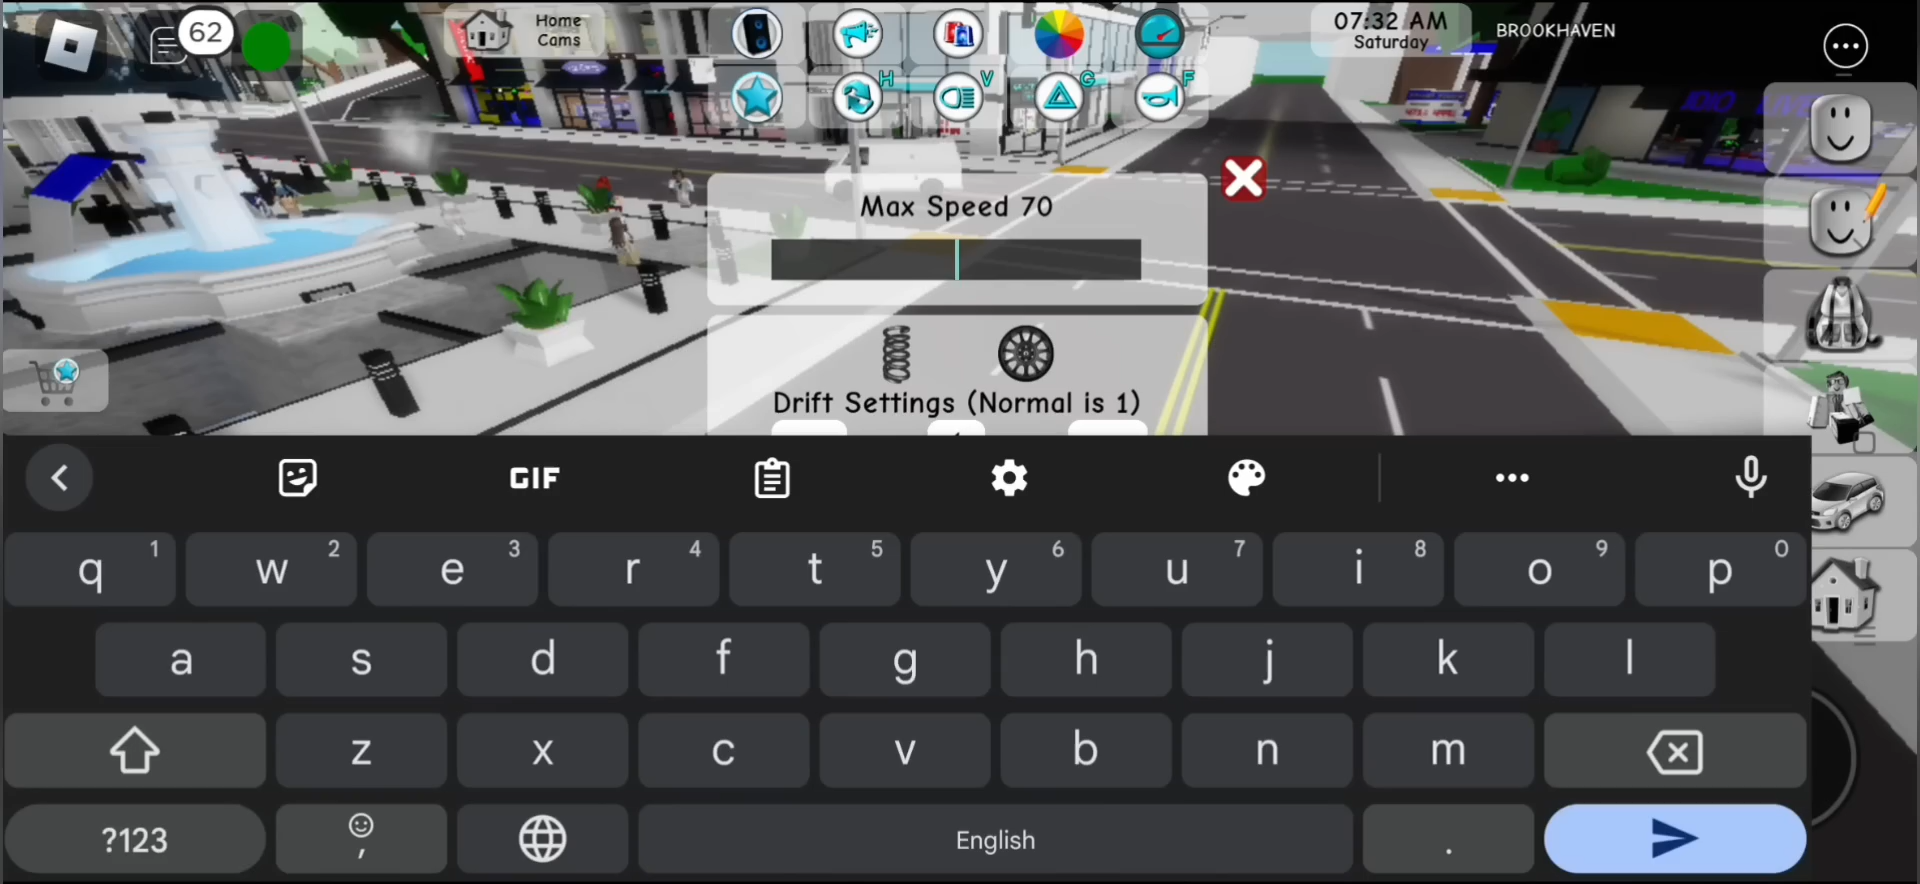 62
Home
Cams
07:32 AM
Saturday
BROOKHAVEN
H
V
G
F
Max Speed 70
Drift Settings (Normal is 1)
GIF
q 1 w 2 e 3 r 4 t 5 y 6 u 7 i 8 o 9 p 0
a s d f g h j k l
z x c v b n m
?123 , English .